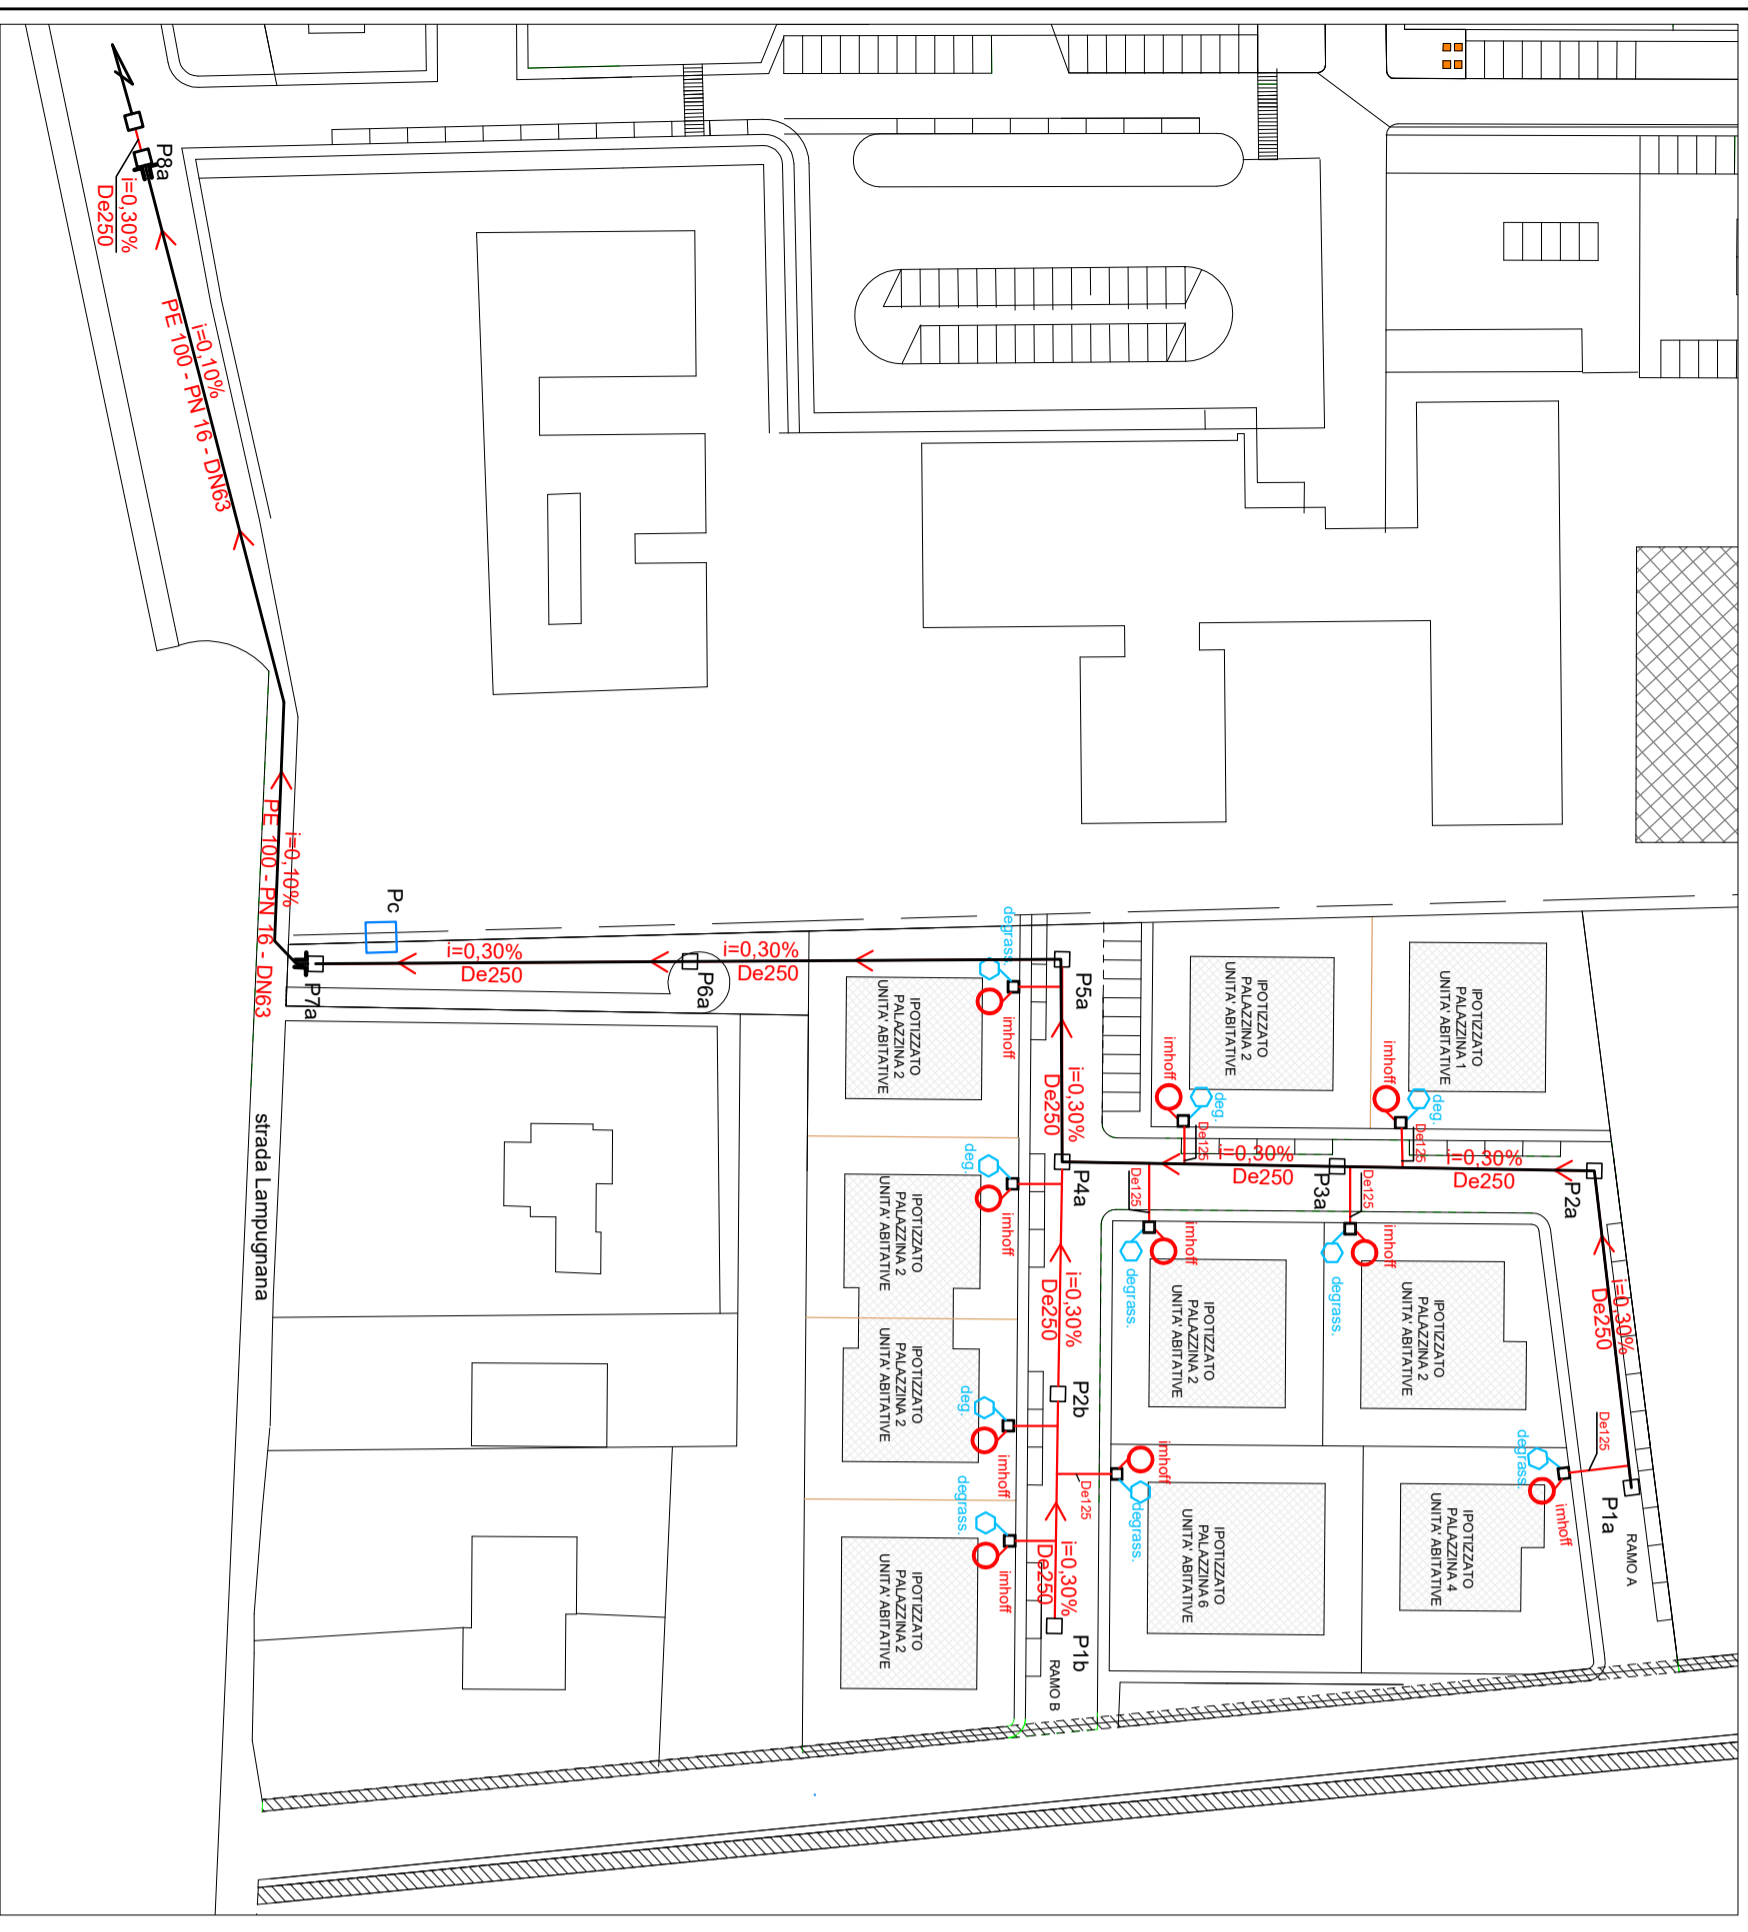 P8a
i=0,30%
De250
i=0,10%
PE 100 - PN 16 - DN63
i=0,10%
PE 100 - PN 16 - DN63
Pc
P7a
i=0,30%
De250
P6a
i=0,30%
De250
P5a
degrass.
imhoff
IPOTIZZATO
PALAZZINA 2
UNITA' ABITATIVE
i=0,30%
De250
IPOTIZZATO
PALAZZINA 2
UNITA' ABITATIVE
imhoff
deg.
De125
IPOTIZZATO
PALAZZINA 1
UNITA' ABITATIVE
imhoff
deg.
De125
i=0,30%
De250
i=0,30%
De250
P4a
P3a
P2a
De125
De125
deg.
imhoff
IPOTIZZATO
PALAZZINA 2
UNITA' ABITATIVE
imhoff
degrass.
IPOTIZZATO
PALAZZINA 2
UNITA' ABITATIVE
imhoff
degrass.
IPOTIZZATO
PALAZZINA 2
UNITA' ABITATIVE
i=0,30%
De250
i=0,30%
De250
IPOTIZZATO
PALAZZINA 2
UNITA' ABITATIVE
deg.
imhoff
P2b
De125
imhoff
degrass.
IPOTIZZATO
PALAZZINA 6
UNITA' ABITATIVE
De125
degrass.
imhoff
IPOTIZZATO
PALAZZINA 4
UNITA' ABITATIVE
P1a
RAMO A
degrass.
imhoff
IPOTIZZATO
PALAZZINA 2
UNITA' ABITATIVE
i=0,30%
De250
P1b
RAMO B
strada Lampugnana